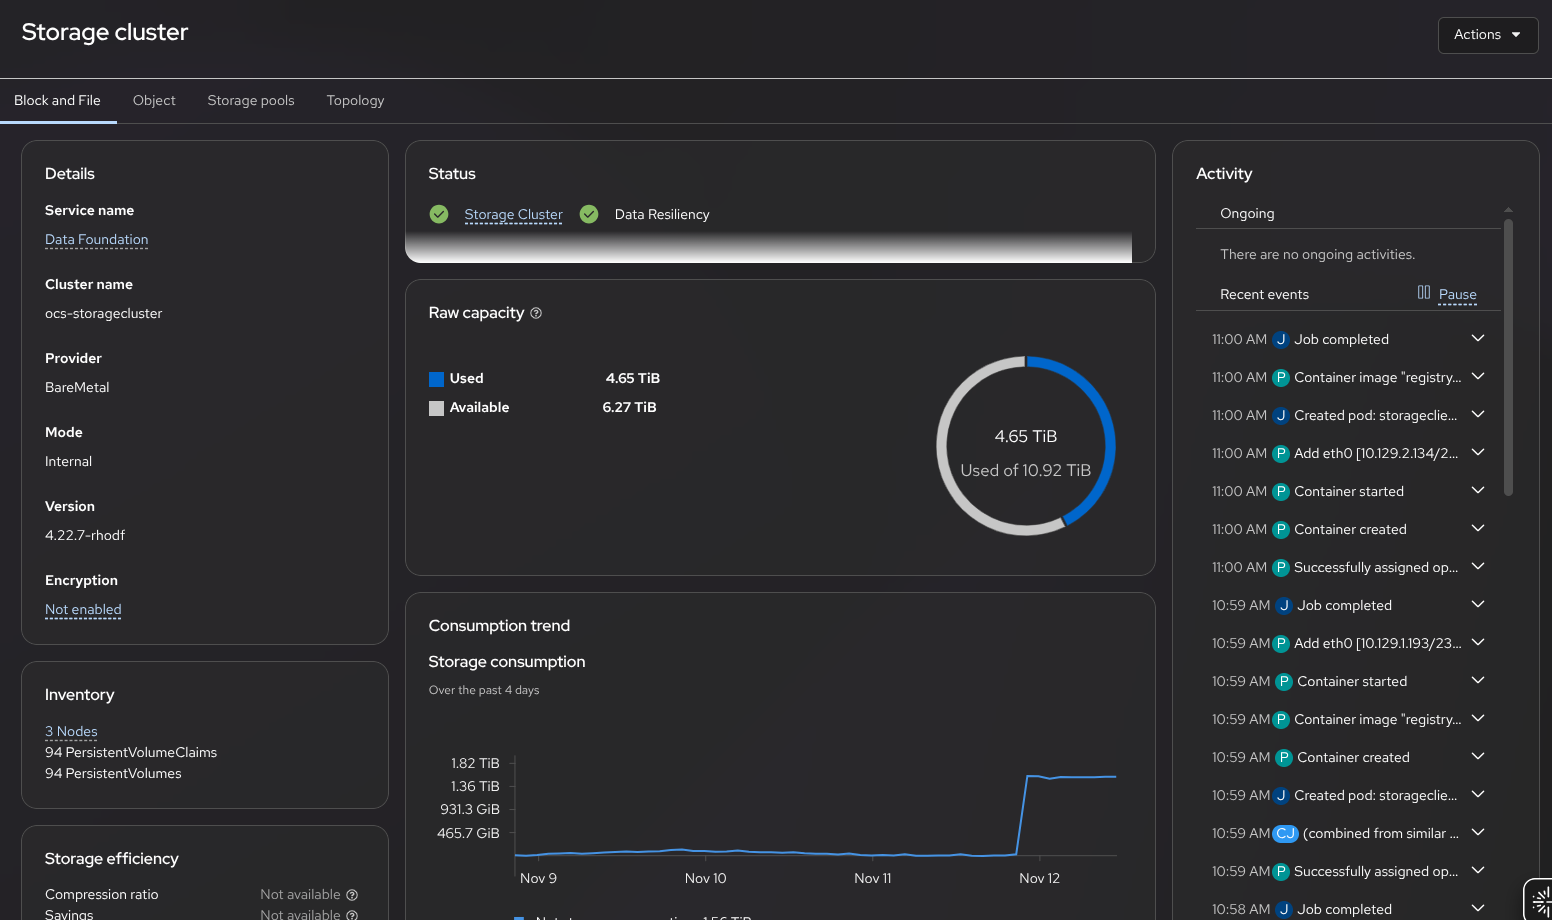 Storage cluster
Actions
Block and File
Object
Storage pools
Topology
Details
Service name
Data Foundation
Cluster name
ocs-storagecluster
Provider
BareMetal
Mode
Internal
Version
4.22.7-rhodf
Encryption
Not enabled
Inventory
3 Nodes
94 PersistentVolumeClaims
94 PersistentVolumes
Storage efficiency
Compression ratio Not available
Savings Not available
Status
Storage Cluster
Data Resiliency
Raw capacity
Used 4.65 TiB
Available 6.27 TiB
4.65 TiB
Used of 10.92 TiB
Consumption trend
Storage consumption
Over the past 4 days
1.82 TiB
1.36 TiB
931.3 GiB
465.7 GiB
Nov 9 Nov 10 Nov 11 Nov 12
Activity
Ongoing
There are no ongoing activities.
Recent events Pause
11:00 AM J Job completed
11:00 AM P Container image "registry...
11:00 AM J Created pod: storageclie...
11:00 AM P Add eth0 [10.129.2.134/2...
11:00 AM P Container started
11:00 AM P Container created
11:00 AM P Successfully assigned op...
10:59 AM J Job completed
10:59 AM P Add eth0 [10.129.1.193/23...
10:59 AM P Container started
10:59 AM P Container image "registry...
10:59 AM P Container created
10:59 AM J Created pod: storageclie...
10:59 AM CJ (combined from similar ...
10:59 AM P Successfully assigned op...
10:58 AM J Job completed